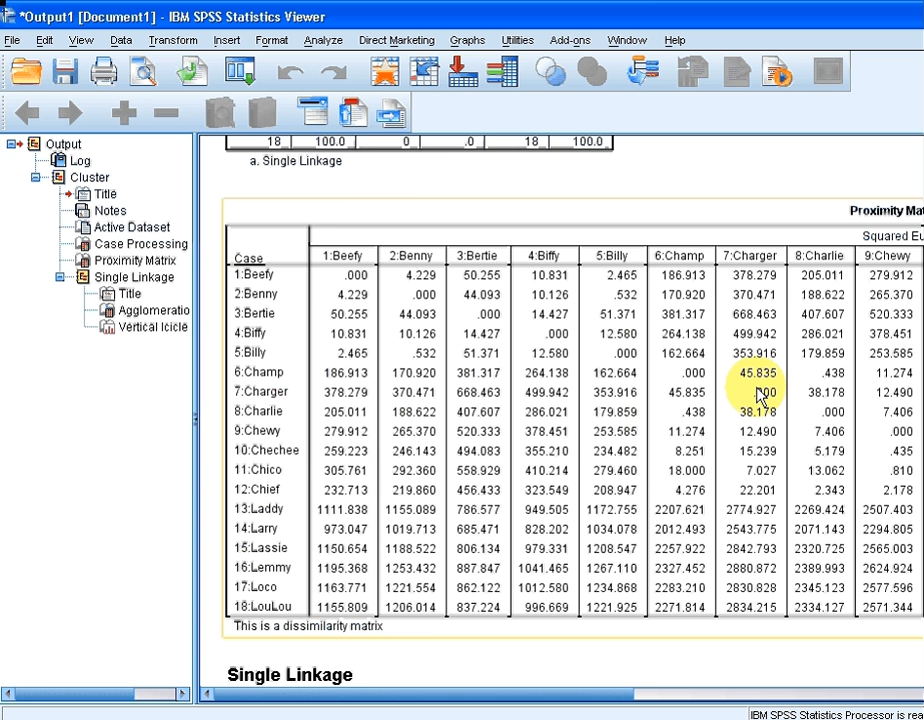 *Output1 [Document1] - IBM SPSS Statistics Viewer
File Edit View Data Transform Insert Format Analyze Direct Marketing Graphs Utilities Add-ons Window Help
Output
Log
Cluster
Title
Notes
Active Dataset
Case Processing
Proximity Matrix
Single Linkage
Title
Agglomeratio
Vertical Icicle
18 100.0 0 .0 18 100.0
a. Single Linkage
Proximity Mat
Squared Eu
Case 1:Beefy 2:Benny 3:Bertie 4:Biffy 5:Billy 6:Champ 7:Charger 8:Charlie 9:Chewy
1:Beefy .000 4.229 50.255 10.831 2.465 186.913 378.279 205.011 279.912
2:Benny 4.229 .000 44.093 10.126 .532 170.920 370.471 188.622 265.370
3:Bertie 50.255 44.093 .000 14.427 51.371 381.317 668.463 407.607 520.333
4:Biffy 10.831 10.126 14.427 .000 12.580 264.138 499.942 286.021 378.451
5:Billy 2.465 .532 51.371 12.580 .000 162.664 353.916 179.859 253.585
6:Champ 186.913 170.920 381.317 264.138 162.664 .000 45.835 .438 11.274
7:Charger 378.279 370.471 668.463 499.942 353.916 45.835 .000 38.178 12.490
8:Charlie 205.011 188.622 407.607 286.021 179.859 .438 38.178 .000 7.406
9:Chewy 279.912 265.370 520.333 378.451 253.585 11.274 12.490 7.406 .000
10:Chechee 259.223 246.143 494.083 355.210 234.482 8.251 15.239 5.179 .435
11:Chico 305.761 292.360 558.929 410.214 279.460 18.000 7.027 13.062 .810
12:Chief 232.713 219.860 456.433 323.549 208.947 4.276 22.201 2.343 2.178
13:Laddy 1111.838 1155.089 786.577 949.505 1172.755 2207.621 2774.927 2269.424 2507.403
14:Larry 973.047 1019.713 685.471 828.202 1034.078 2012.493 2543.775 2071.143 2294.805
15:Lassie 1150.654 1188.522 806.134 979.331 1208.547 2257.922 2842.793 2320.725 2565.003
16:Lemmy 1195.368 1253.432 887.847 1041.465 1267.110 2327.452 2880.872 2389.993 2624.924
17:Loco 1163.771 1221.554 862.122 1012.580 1234.868 2283.210 2830.828 2345.123 2577.596
18:LouLou 1155.809 1206.014 837.224 996.669 1221.925 2271.814 2834.215 2334.127 2571.344
This is a dissimilarity matrix
Single Linkage
IBM SPSS Statistics Processor is rea